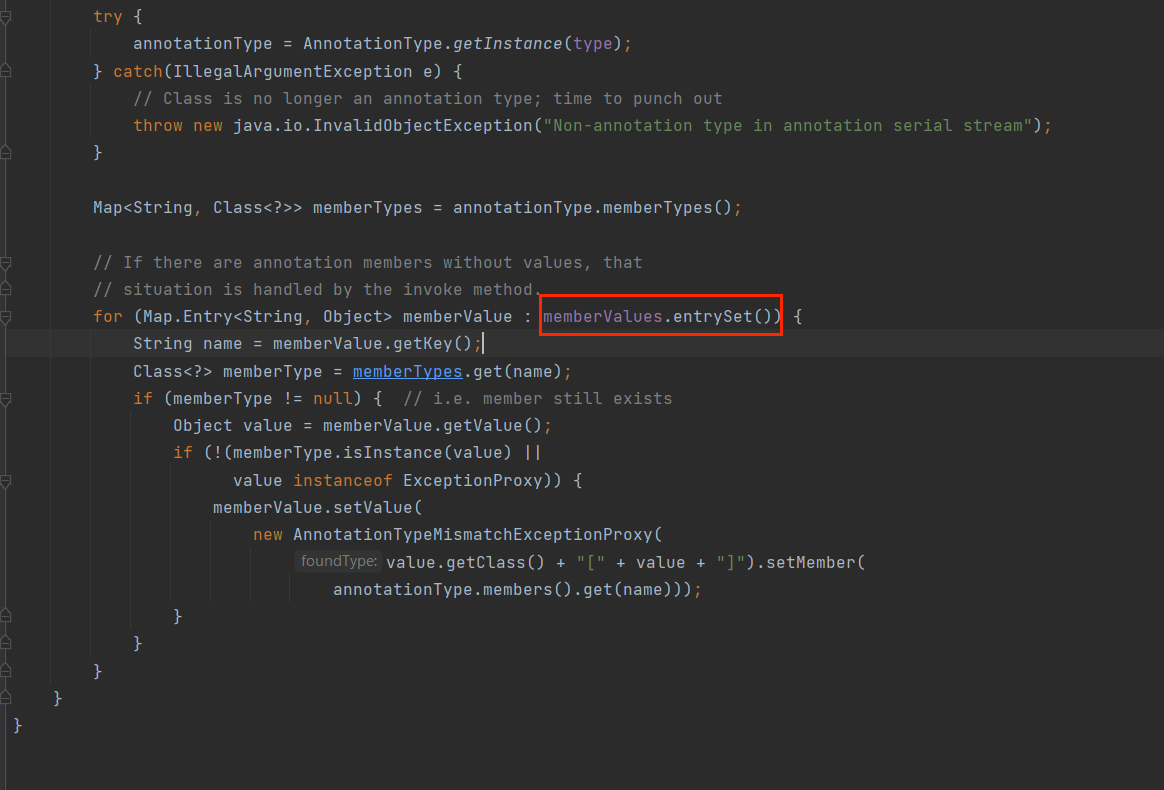 try {
annotationType = AnnotationType.getInstance(type);
} catch(IllegalArgumentException e) {
// Class is no longer an annotation type; time to punch out
throw new java.io.InvalidObjectException("Non-annotation type in annotation serial stream");
}
Map<String, Class<?>> memberTypes = annotationType.memberTypes();
// If there are annotation members without values, that
// situation is handled by the invoke method.
for (Map.Entry<String, Object> memberValue : memberValues.entrySet()) {
String name = memberValue.getKey();
Class<?> memberType = memberTypes.get(name);
if (memberType != null) {  // i.e. member still exists
Object value = memberValue.getValue();
if (!(memberType.isInstance(value) ||
value instanceof ExceptionProxy)) {
memberValue.setValue(
new AnnotationTypeMismatchExceptionProxy(
foundType: value.getClass() + "[" + value + "]").setMember(
annotationType.members().get(name)));
}
}
}
}
}